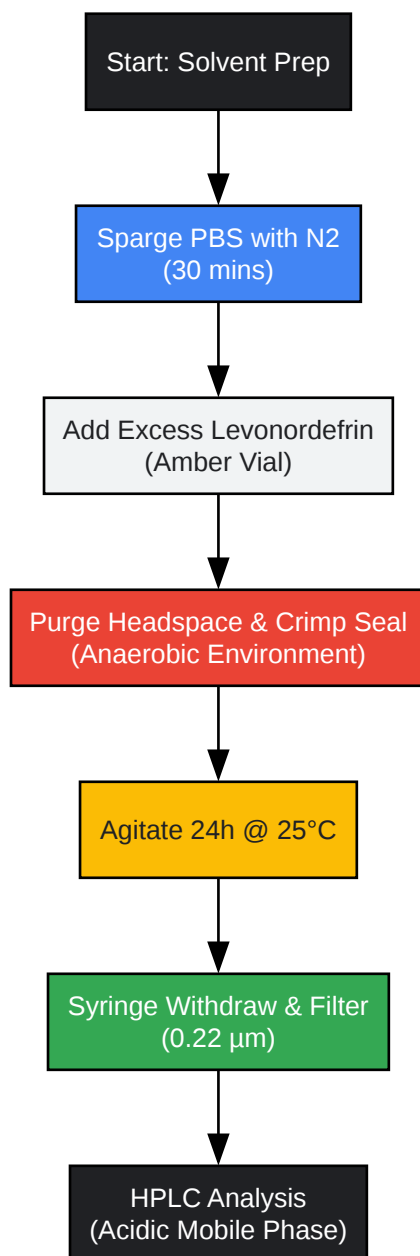 Start: Solvent Prep
Sparge PBS with N2
(30 mins)
Add Excess Levonordefrin
(Amber Vial)
Purge Headspace & Crimp Seal
(Anaerobic Environment)
Agitate 24h @ 25°C
Syringe Withdraw & Filter
(0.22 µm)
HPLC Analysis
(Acidic Mobile Phase)